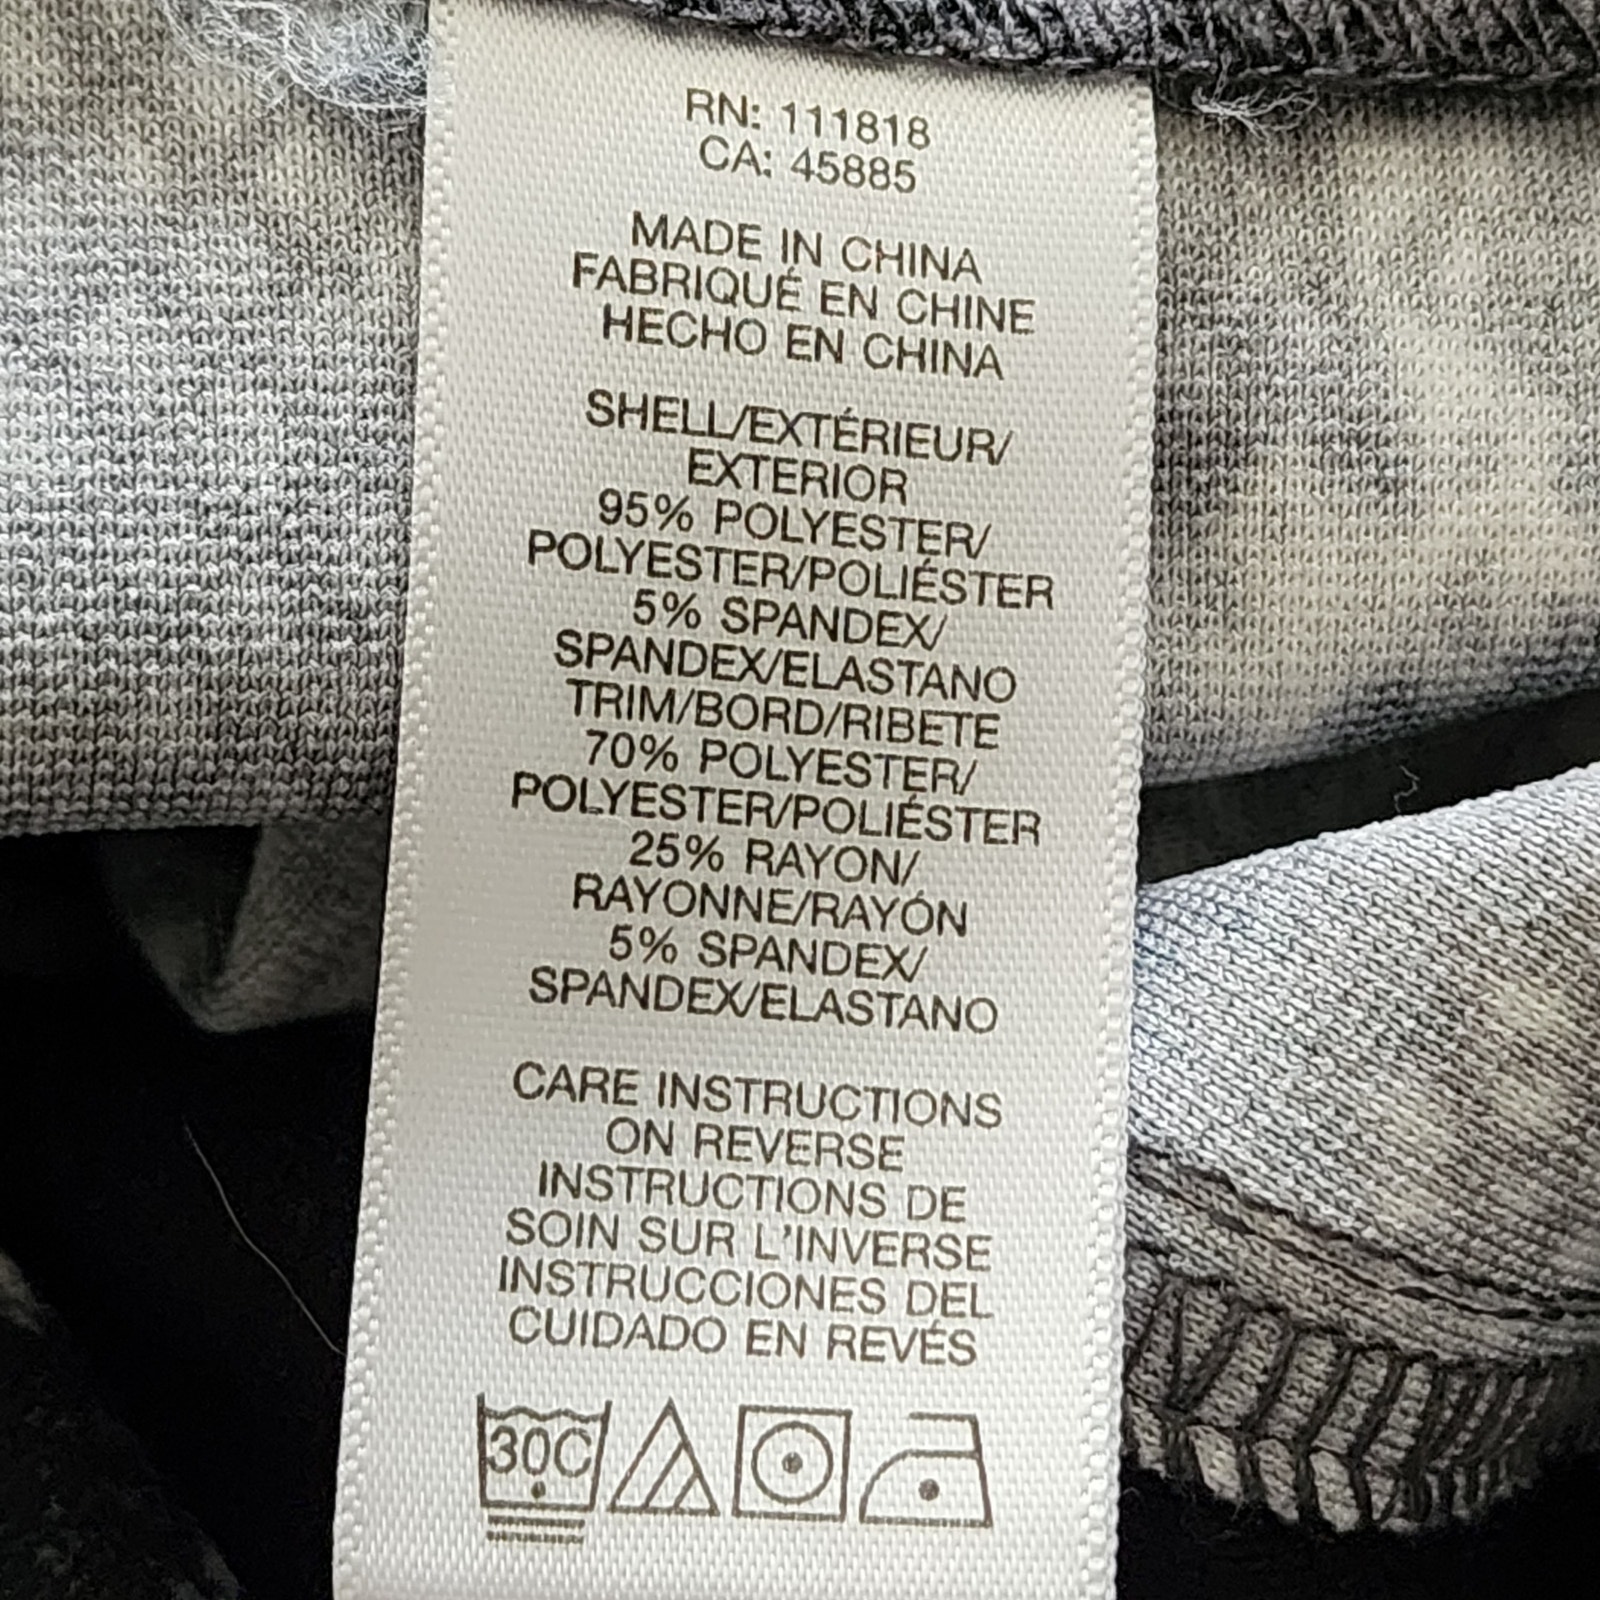 RN: 111818
CA: 45885
MADE IN CHINA
FABRIQUÉ EN CHINE
HECHO EN CHINA
SHELL/EXTÉRIEUR/
EXTERIOR
95% POLYESTER/
POLYESTER/POLIÉSTER
5% SPANDEX/
SPANDEX/ELASTANO
TRIM/BORD/RIBETE
70% POLYESTER/
POLYESTER/POLIÉSTER
25% RAYON/
RAYONNE/RAYÓN
5% SPANDEX/
SPANDEX/ELASTANO
CARE INSTRUCTIONS
ON REVERSE
INSTRUCTIONS DE
SOIN SUR L'INVERSE
INSTRUCCIONES DEL
CUIDADO EN REVÉS
30C